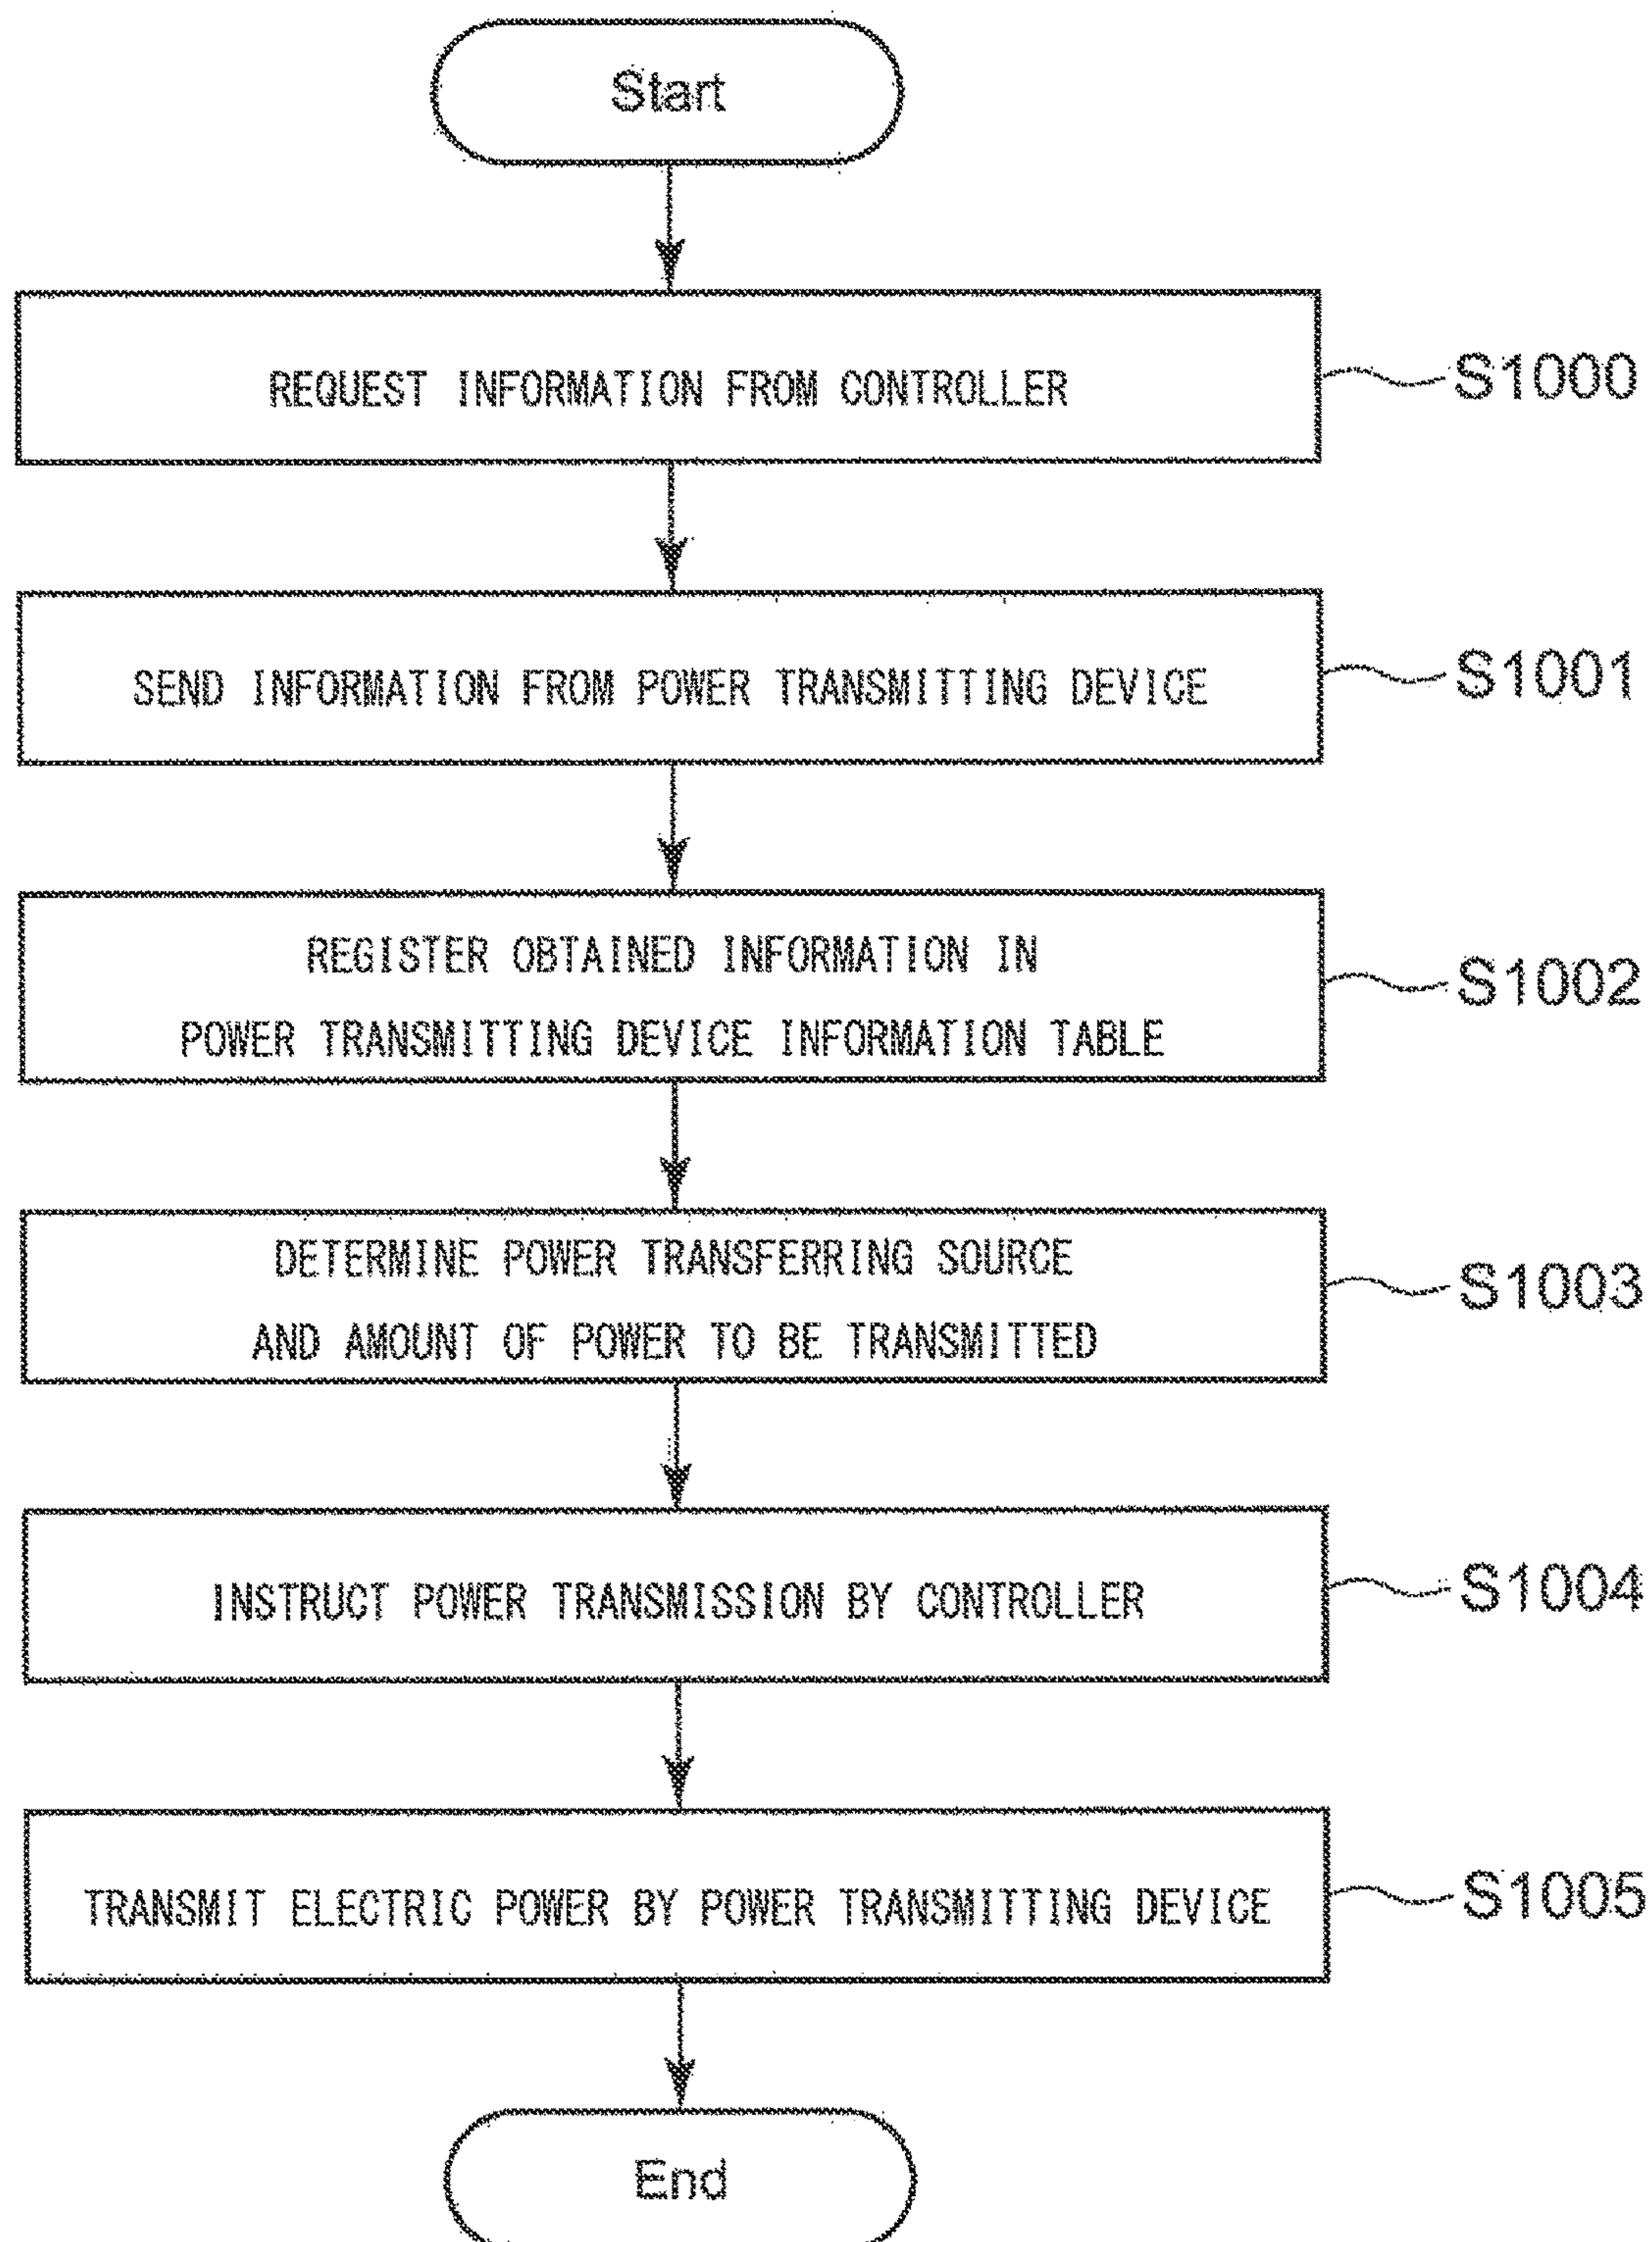 Start
REQUEST INFORMATION FROM CONTROLLER
S1000
SEND INFORMATION FROM POWER TRANSMITTING DEVICE
S1001
REGISTER OBTAINED INFORMATION IN
POWER TRANSMITTING DEVICE INFORMATION TABLE
S1002
DETERMINE POWER TRANSFERRING SOURCE
AND AMOUNT OF POWER TO BE TRANSMITTED
S1003
INSTRUCT POWER TRANSMISSION BY CONTROLLER
S1004
TRANSMIT ELECTRIC POWER BY POWER TRANSMITTING DEVICE
S1005
End